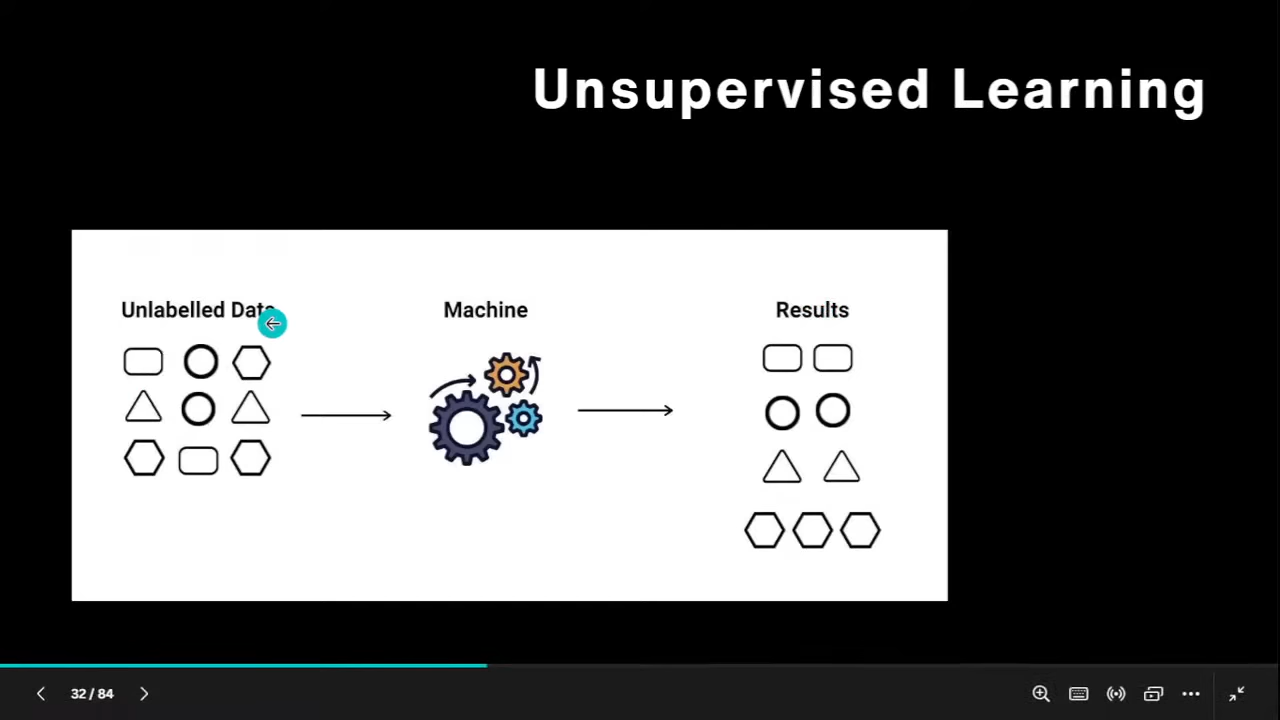 Unsupervised Learning
Unlabelled Data
Machine
Results
32 / 84